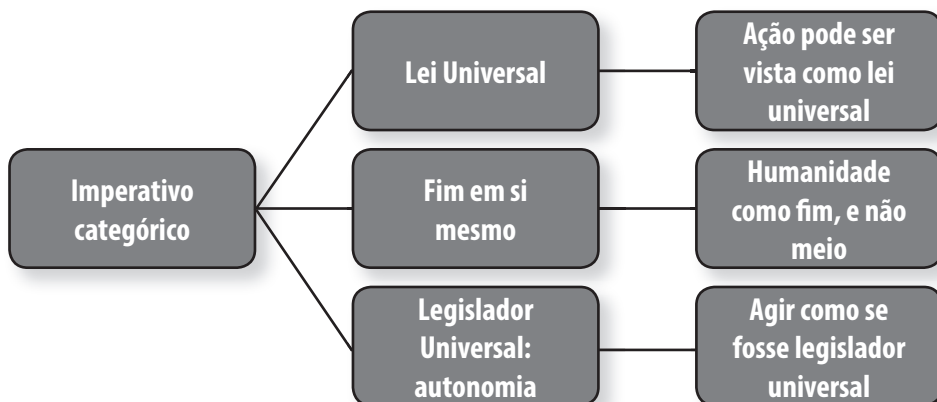 Imperativo
categórico
Lei Universal
Ação pode ser
vista como lei
universal
Fim em si
mesmo
Humanidade
como fim, e não
meio
Legislador
Universal:
autonomia
Agir como se
fosse legislador
universal